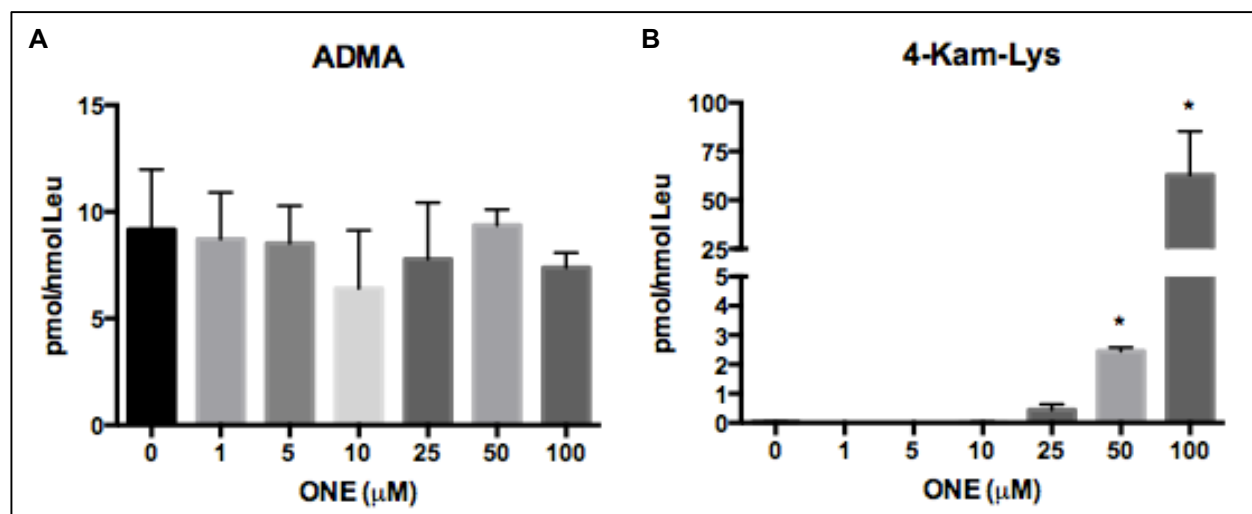 A
ADMA
pmol/nmol Leu
15
10
5
0
0 1 5 10 25 50 100
ONE (μM)
B
4-Kam-Lys
pmol/nmol Leu
100
75
50
25
5
4
3
2
1
0
*
*
0 1 5 10 25 50 100
ONE (μM)